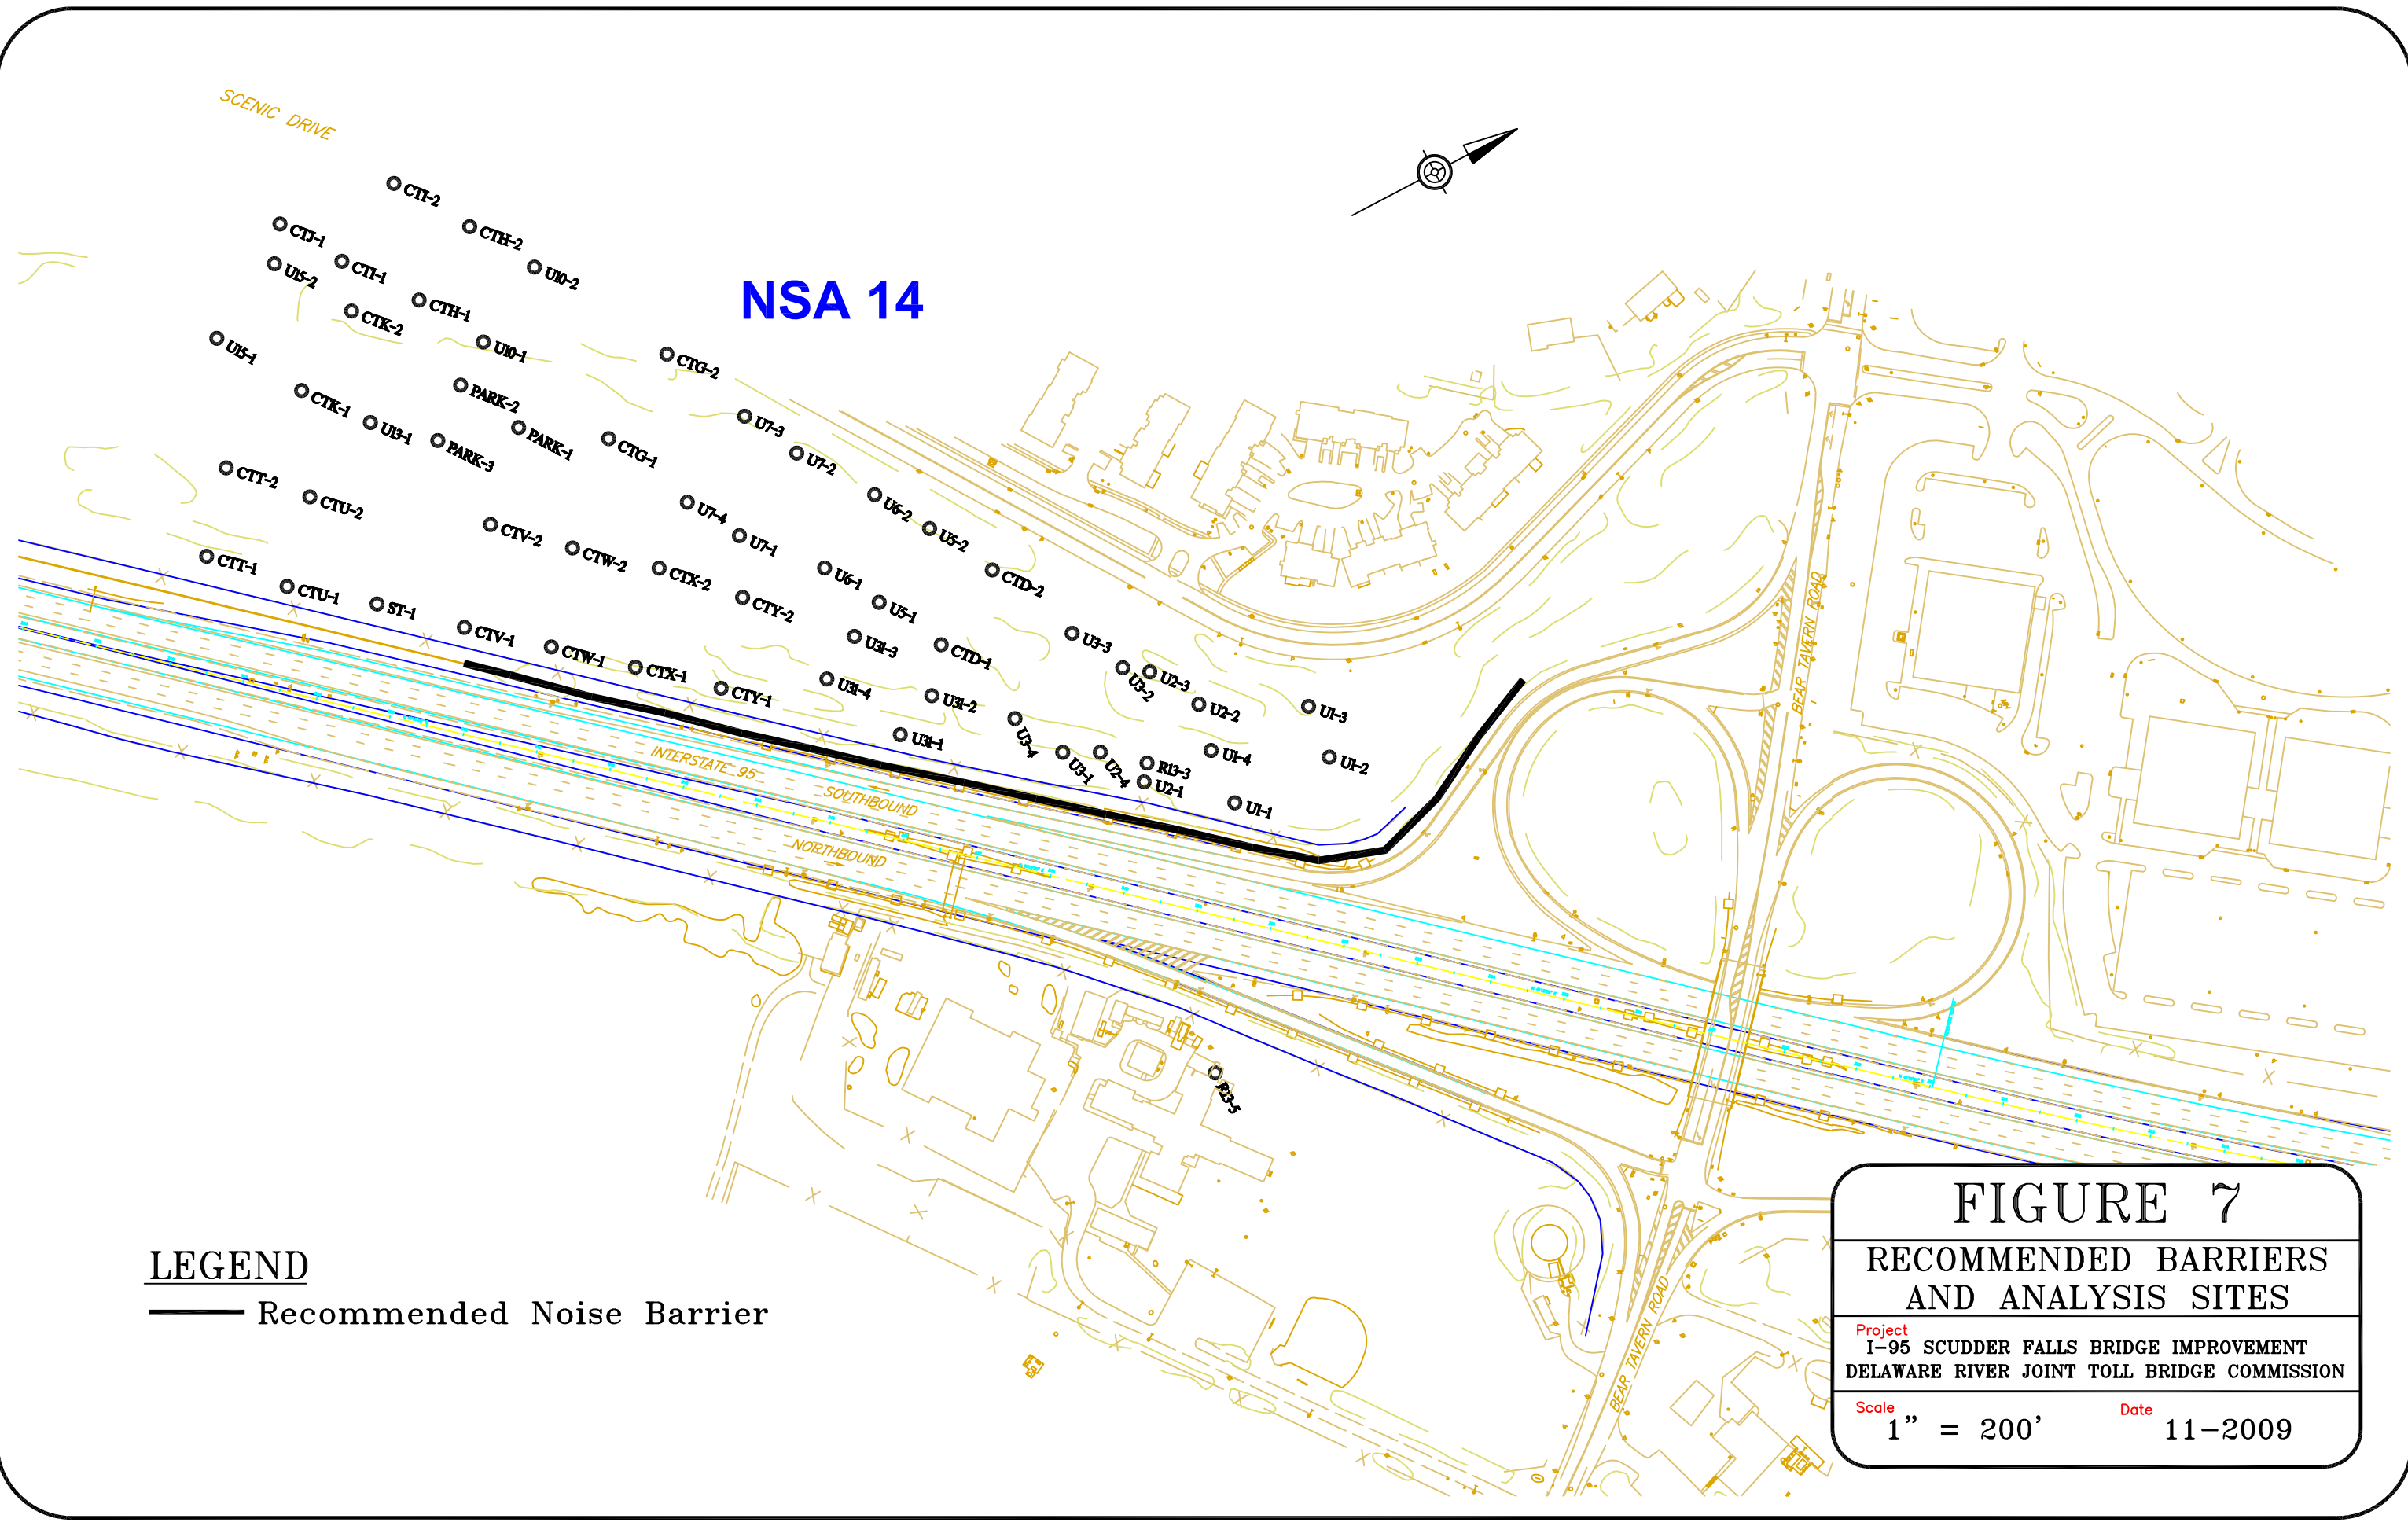 SCENIC DRIVE
CTI-2
CTH-2
U10-2
CTJ-1
CTI-1
U15-2
CTH-1
CTK-2
U10-1
NSA 14
U15-1
CTG-2
PARK-2
CTK-1
U13-1
PARK-3
PARK-1
CTG-1
U7-3
U7-2
CTT-2
CTU-2
U6-2
U5-2
U7-4
U7-1
CTV-2
CTW-2
CTX-2
CTY-2
U6-1
U5-1
CTD-2
CTT-1
CTU-1
ST-1
CTV-1
CTW-1
CTX-1
CTY-1
U31-3
CTD-1
U3-3
U31-4
U31-2
U3-2
U2-3
U2-2
U1-3
U31-1
U3-4
U3-1
U2-4
R13-3
U2-1
U1-4
U1-2
U1-1
BEAR TAVERN ROAD
INTERSTATE 95
SOUTHBOUND
NORTHBOUND
R23-5
BEAR TAVERN ROAD
LEGEND
Recommended Noise Barrier
FIGURE 7
RECOMMENDED BARRIERS
AND ANALYSIS SITES
Project
I-95 SCUDDER FALLS BRIDGE IMPROVEMENT
DELAWARE RIVER JOINT TOLL BRIDGE COMMISSION
Scale
1" = 200'
Date
11-2009